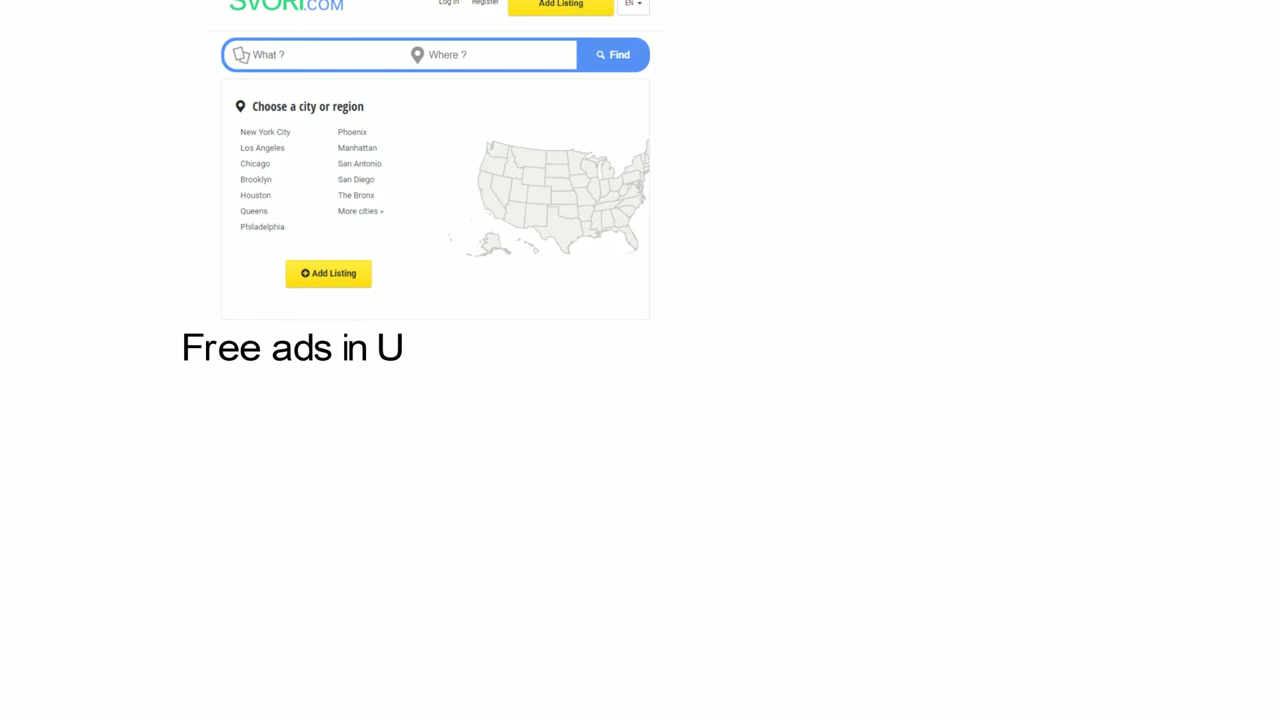 SVORI.COM
Log In Register Add Listing EN
What ? Where ? Find
Choose a city or region
New York City Phoenix
Los Angeles Manhattan
Chicago San Antonio
Brooklyn San Diego
Houston The Bronx
Queens More cities »
Philadelphia
Add Listing
Free ads in U